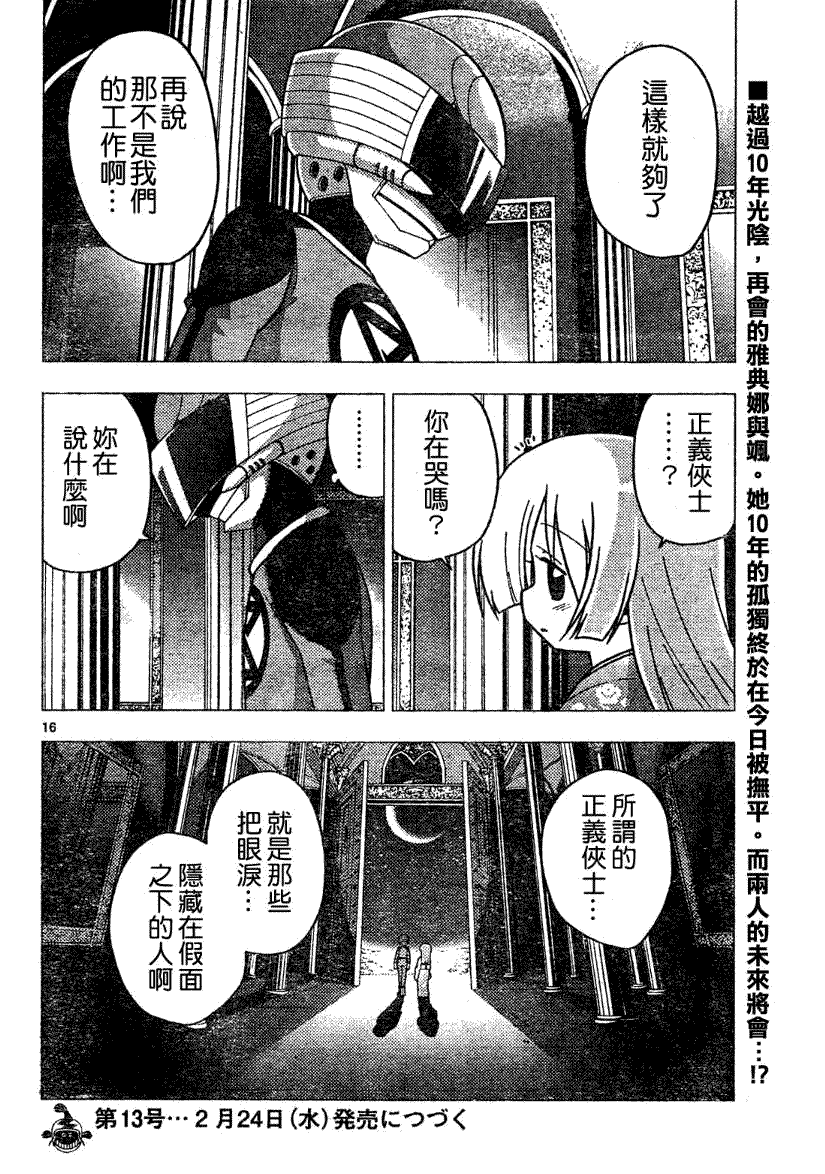 ■越過10年光陰，再會的雅典娜與颯。她10年的孤獨終於在今日被撫平。而兩人的未來將會…!?
這樣就夠了
再說
那不是我們
的工作啊…
正義俠士
……?
你在哭嗎?
……
妳在
說什麼啊
16
所謂的
正義俠士…
就是那些
把眼淚…
隱藏在假面
之下的人啊
第13号…2月24日(水)発売につづく